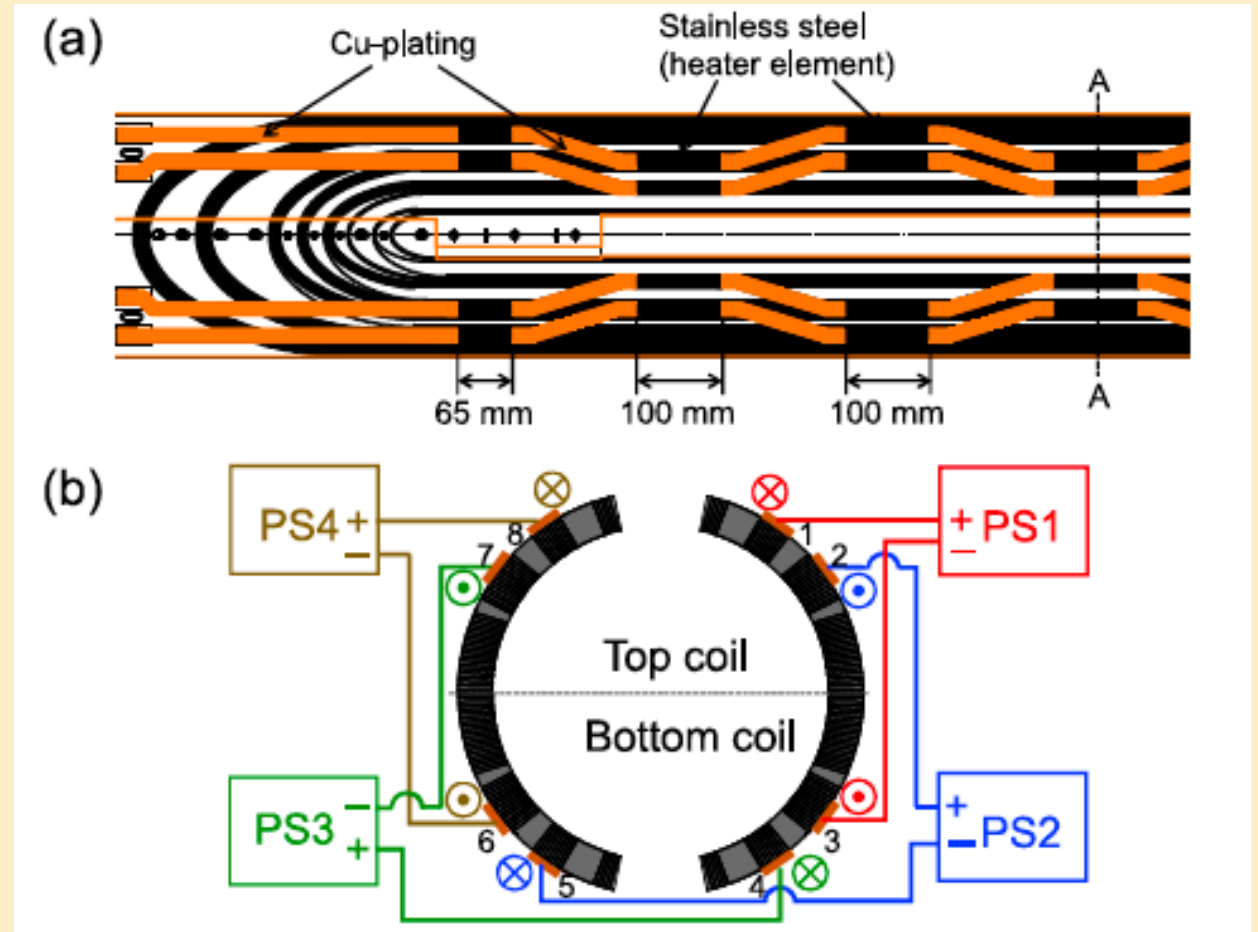 (a)
Cu-plating
Stainless steel
(heater element)
A
65 mm
100 mm
100 mm
A
(b)
PS4 + −
8
1
+ − PS1
7
2
Top coil
Bottom coil
PS3 − +
6
3
+ − PS2
5
4